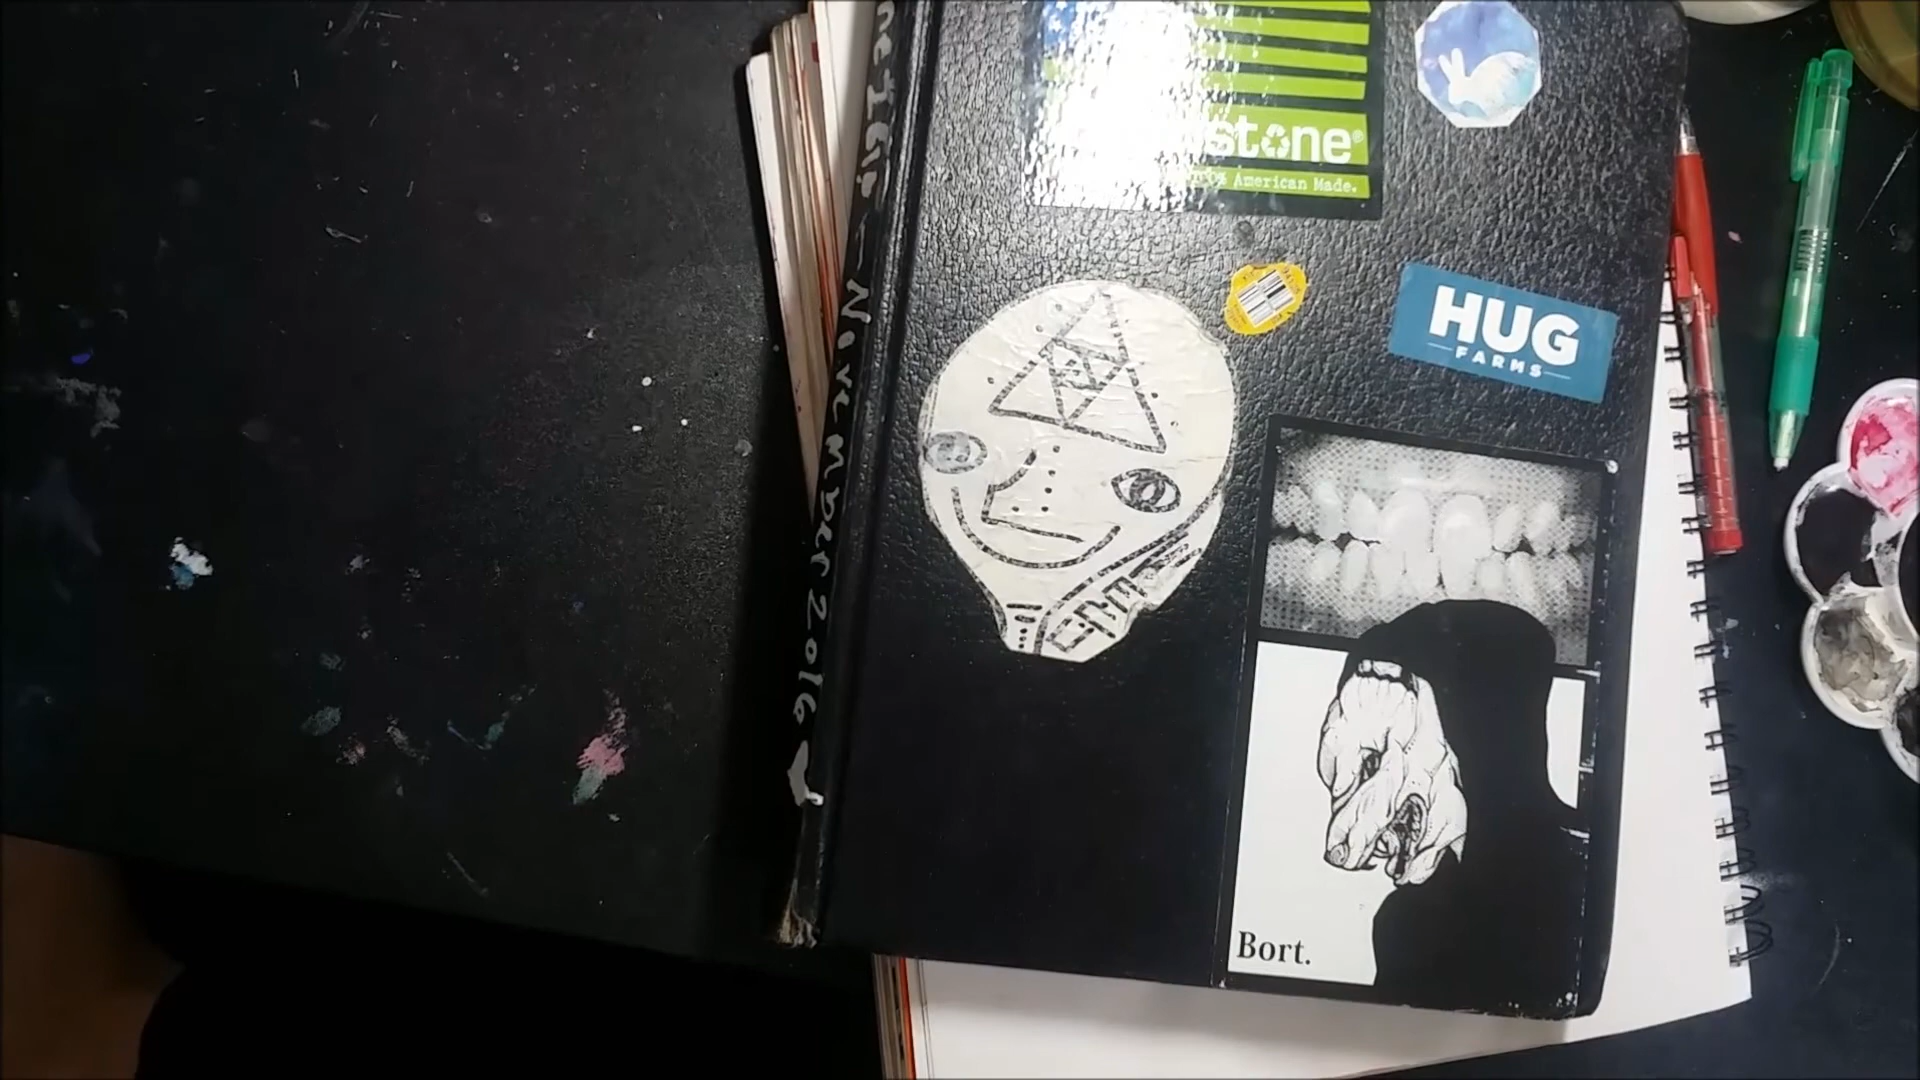 stone®
% American Made.
HUG
FARMS
November 2016
Bort.